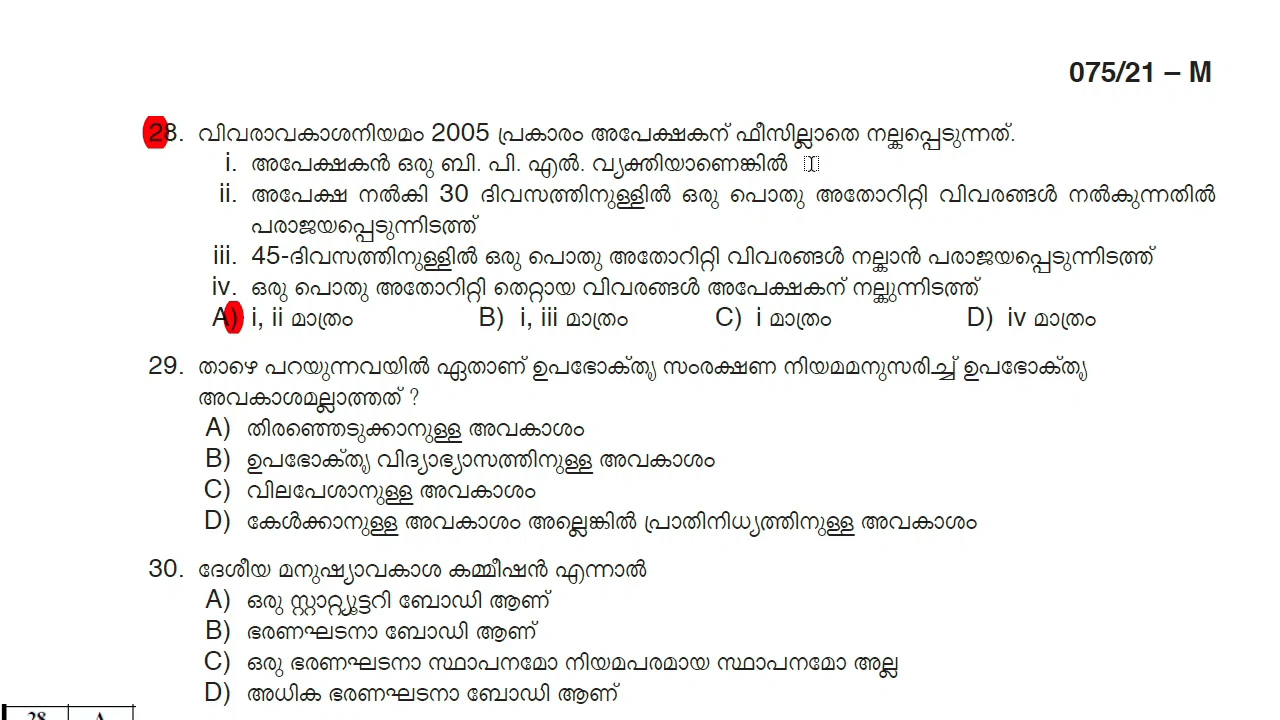 075/21 – M
28. വിവരാവകാശനിയമം 2005 പ്രകാരം അപേക്ഷകന് ഫീസില്ലാതെ നല്കപ്പെടുന്നത്.
i. അപേക്ഷകൻ ഒരു ബി. പി. എൽ. വ്യക്തിയാണെങ്കിൽ
ii. അപേക്ഷ നൽകി 30 ദിവസത്തിനുള്ളിൽ ഒരു പൊതു അതോറിറ്റി വിവരങ്ങൾ നൽകുന്നതിൽ
പരാജയപ്പെടുന്നിടത്ത്
iii. 45-ദിവസത്തിനുള്ളിൽ ഒരു പൊതു അതോറിറ്റി വിവരങ്ങൾ നല്കാൻ പരാജയപ്പെടുന്നിടത്ത്
iv. ഒരു പൊതു അതോറിറ്റി തെറ്റായ വിവരങ്ങൾ അപേക്ഷകന് നല്കുന്നിടത്ത്
A) i, ii മാത്രം B) i, iii മാത്രം C) i മാത്രം D) iv മാത്രം
29. താഴെ പറയുന്നവയിൽ ഏതാണ് ഉപഭോക്തൃ സംരക്ഷണ നിയമമനുസരിച്ച് ഉപഭോക്തൃ
അവകാശമല്ലാത്തത് ?
A) തിരഞ്ഞെടുക്കാനുള്ള അവകാശം
B) ഉപഭോക്തൃ വിദ്യാഭ്യാസത്തിനുള്ള അവകാശം
C) വിലപേശാനുള്ള അവകാശം
D) കേൾക്കാനുള്ള അവകാശം അല്ലെങ്കിൽ പ്രാതിനിധ്യത്തിനുള്ള അവകാശം
30. ദേശീയ മനുഷ്യാവകാശ കമ്മീഷൻ എന്നാൽ
A) ഒരു സ്റ്റാറ്റ്യൂട്ടറി ബോഡി ആണ്
B) ഭരണഘടനാ ബോഡി ആണ്
C) ഒരു ഭരണഘടനാ സ്ഥാപനമോ നിയമപരമായ സ്ഥാപനമോ അല്ല
D) അധിക ഭരണഘടനാ ബോഡി ആണ്
28 A